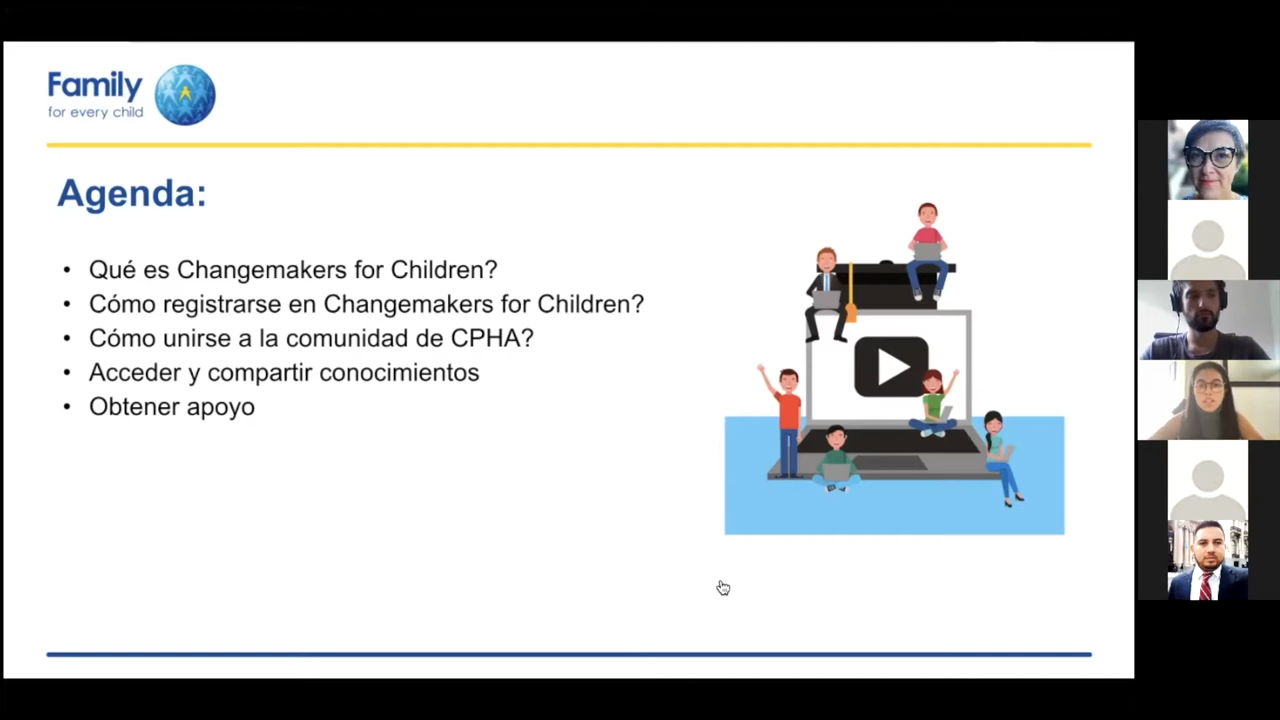 Family
for every child
Agenda:
• Qué es Changemakers for Children?
• Cómo registrarse en Changemakers for Children?
• Cómo unirse a la comunidad de CPHA?
• Acceder y compartir conocimientos
• Obtener apoyo